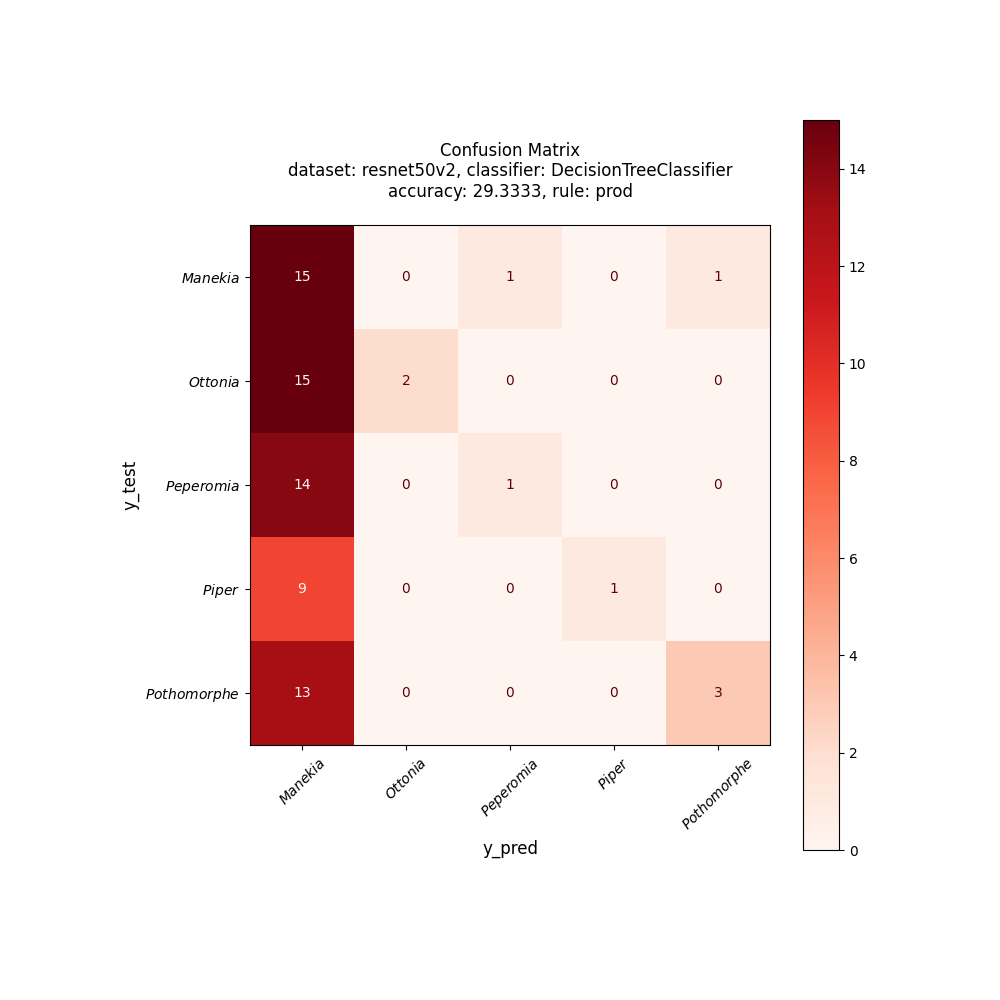 Confusion Matrix
dataset: resnet50v2, classifier: DecisionTreeClassifier
accuracy: 29.3333, rule: prod
y_test
Manekia 15 0 1 0 1
Ottonia 15 2 0 0 0
Peperomia 14 0 1 0 0
Piper 9 0 0 1 0
Pothomorphe 13 0 0 0 3
Manekia Ottonia Peperomia Piper Pothomorphe
y_pred
14
12
10
8
6
4
2
0